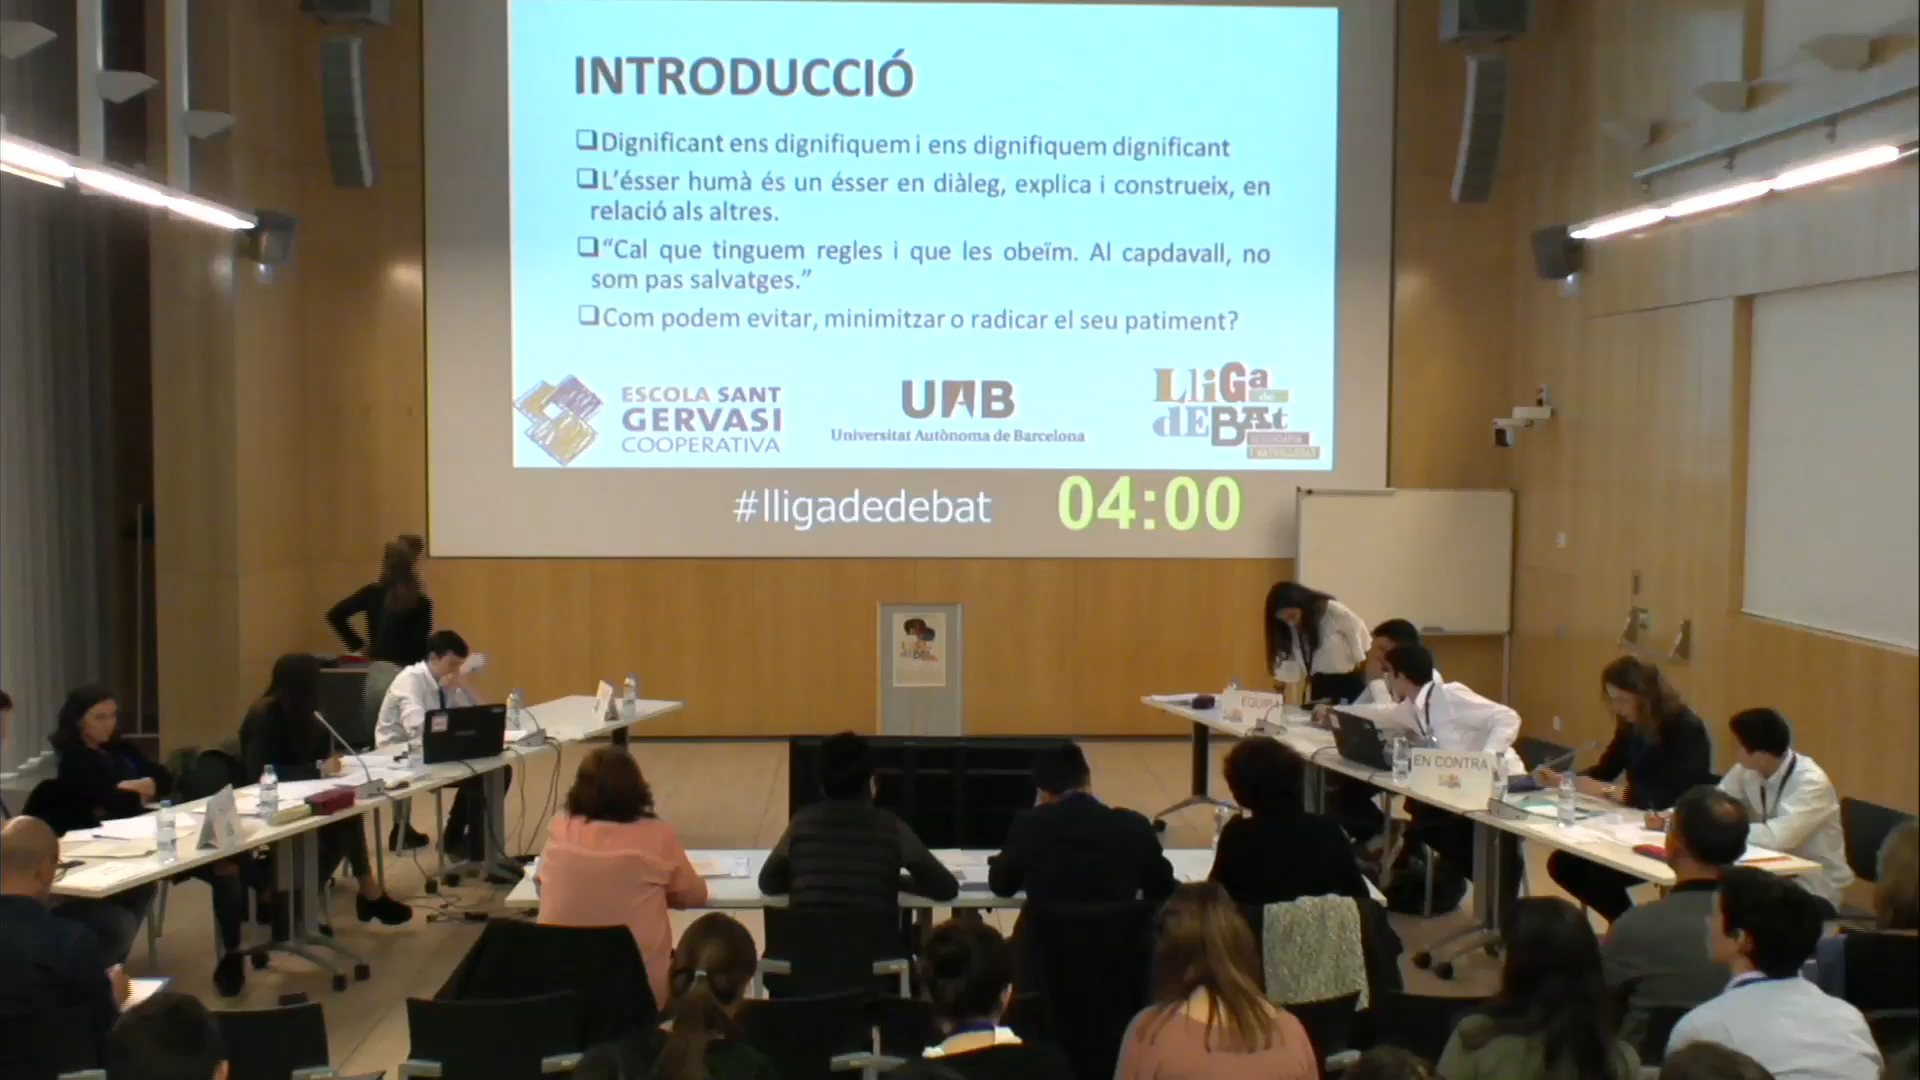 INTRODUCCIÓ
Dignificant ens dignifiquem i ens dignifiquem dignificant
L'ésser humà és un ésser en diàleg, explica i construeix, en
relació als altres.
"Cal que tinguem regles i que les obeïm. Al capdavall, no
som pas salvatges."
Com podem evitar, minimitzar o radicar el seu patiment?
ESCOLA SANT
GERVASI
COOPERATIVA
UAB
Universitat Autònoma de Barcelona
LLiGa
de
dEBAt
#lligadedebat
04:00
EN CONTRA